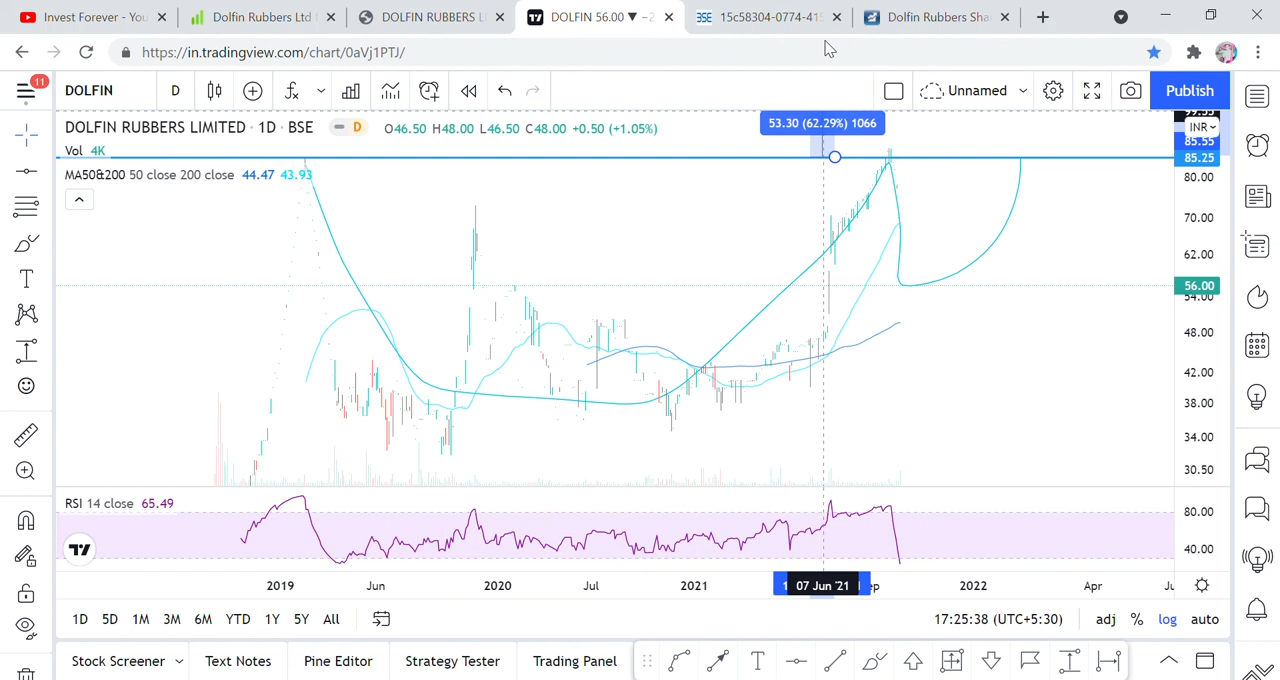 Invest Forever - You
Dolfin Rubbers Ltd
DOLFIN RUBBERS L
DOLFIN 56.00 ▼ −2
BSE 15c58304-0774-415
Dolfin Rubbers Sha
https://in.tradingview.com/chart/0aVj1PTJ/
11
DOLFIN
D
Unnamed
Publish
DOLFIN RUBBERS LIMITED · 1D · BSE
D
O46.50 H48.00 L46.50 C48.00 +0.50 (+1.05%)
53.30 (62.29%) 1066
INR
85.55
85.25
Vol 4K
MA50&200 50 close 200 close 44.47 43.93
80.00
70.00
62.00
56.00
54.00
48.00
42.00
38.00
34.00
30.50
RSI 14 close 65.49
80.00
40.00
2019 Jun 2020 Jul 2021 07 Jun '21 2022 Apr
1D 5D 1M 3M 6M YTD 1Y 5Y All
17:25:38 (UTC+5:30) adj % log auto
Stock Screener Text Notes Pine Editor Strategy Tester Trading Panel